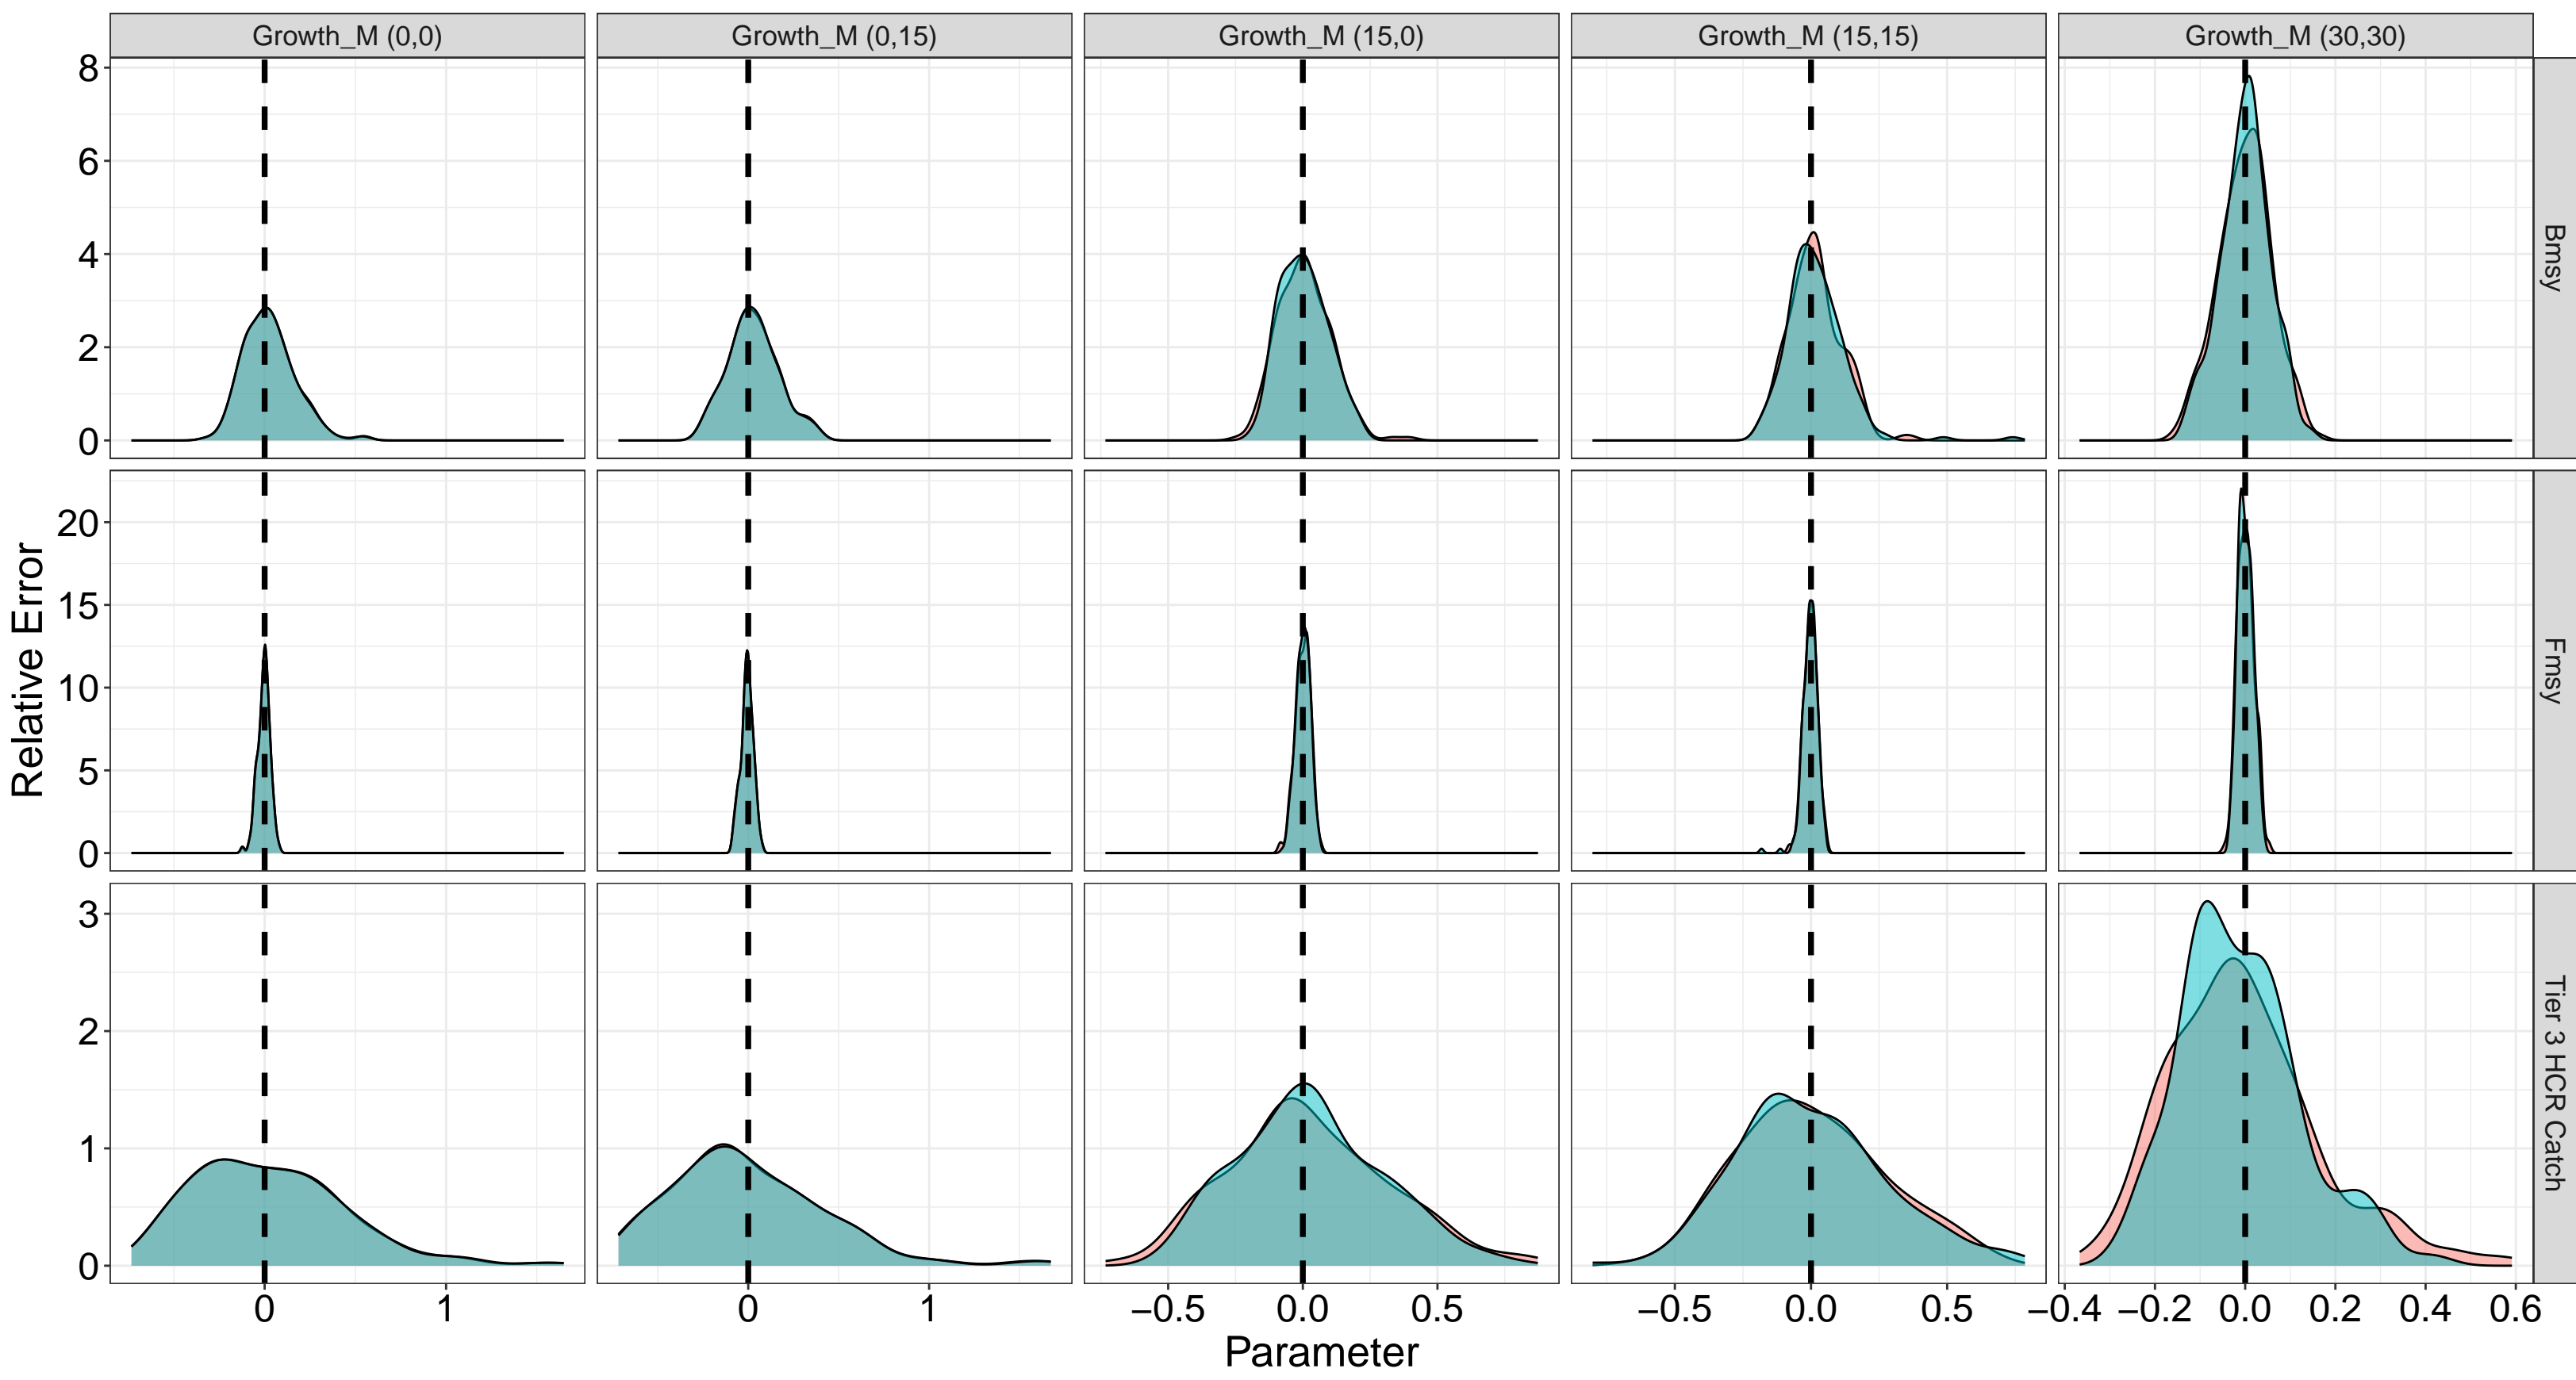 Growth_M (0,0) Growth_M (0,15) Growth_M (15,0) Growth_M (15,15) Growth_M (30,30)
8
6
4
2
0
Bmsy
20
15
10
5
0
Fmsy
3
2
1
0
Tier 3 HCR Catch
Relative Error
0 1 0 1 −0.5 0.0 0.5 −0.5 0.0 0.5 −0.4 −0.2 0.0 0.2 0.4 0.6
Parameter